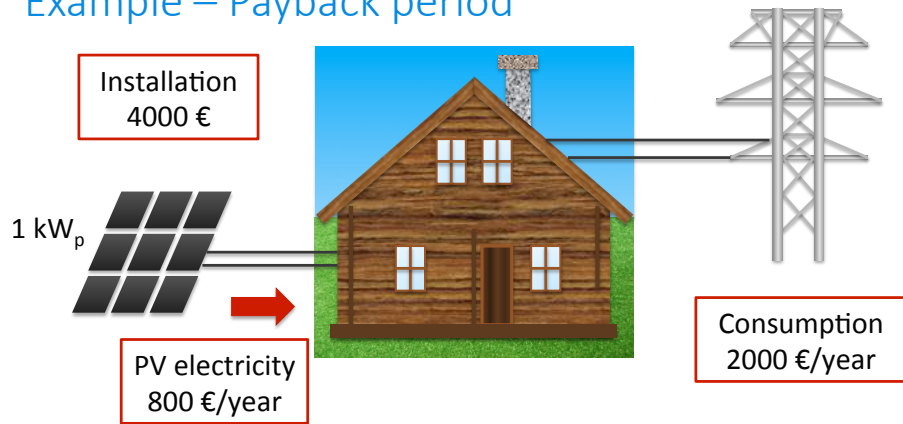 Example – Payback period
Installation
4000 €
1 kWₚ
PV electricity
800 €/year
Consumption
2000 €/year